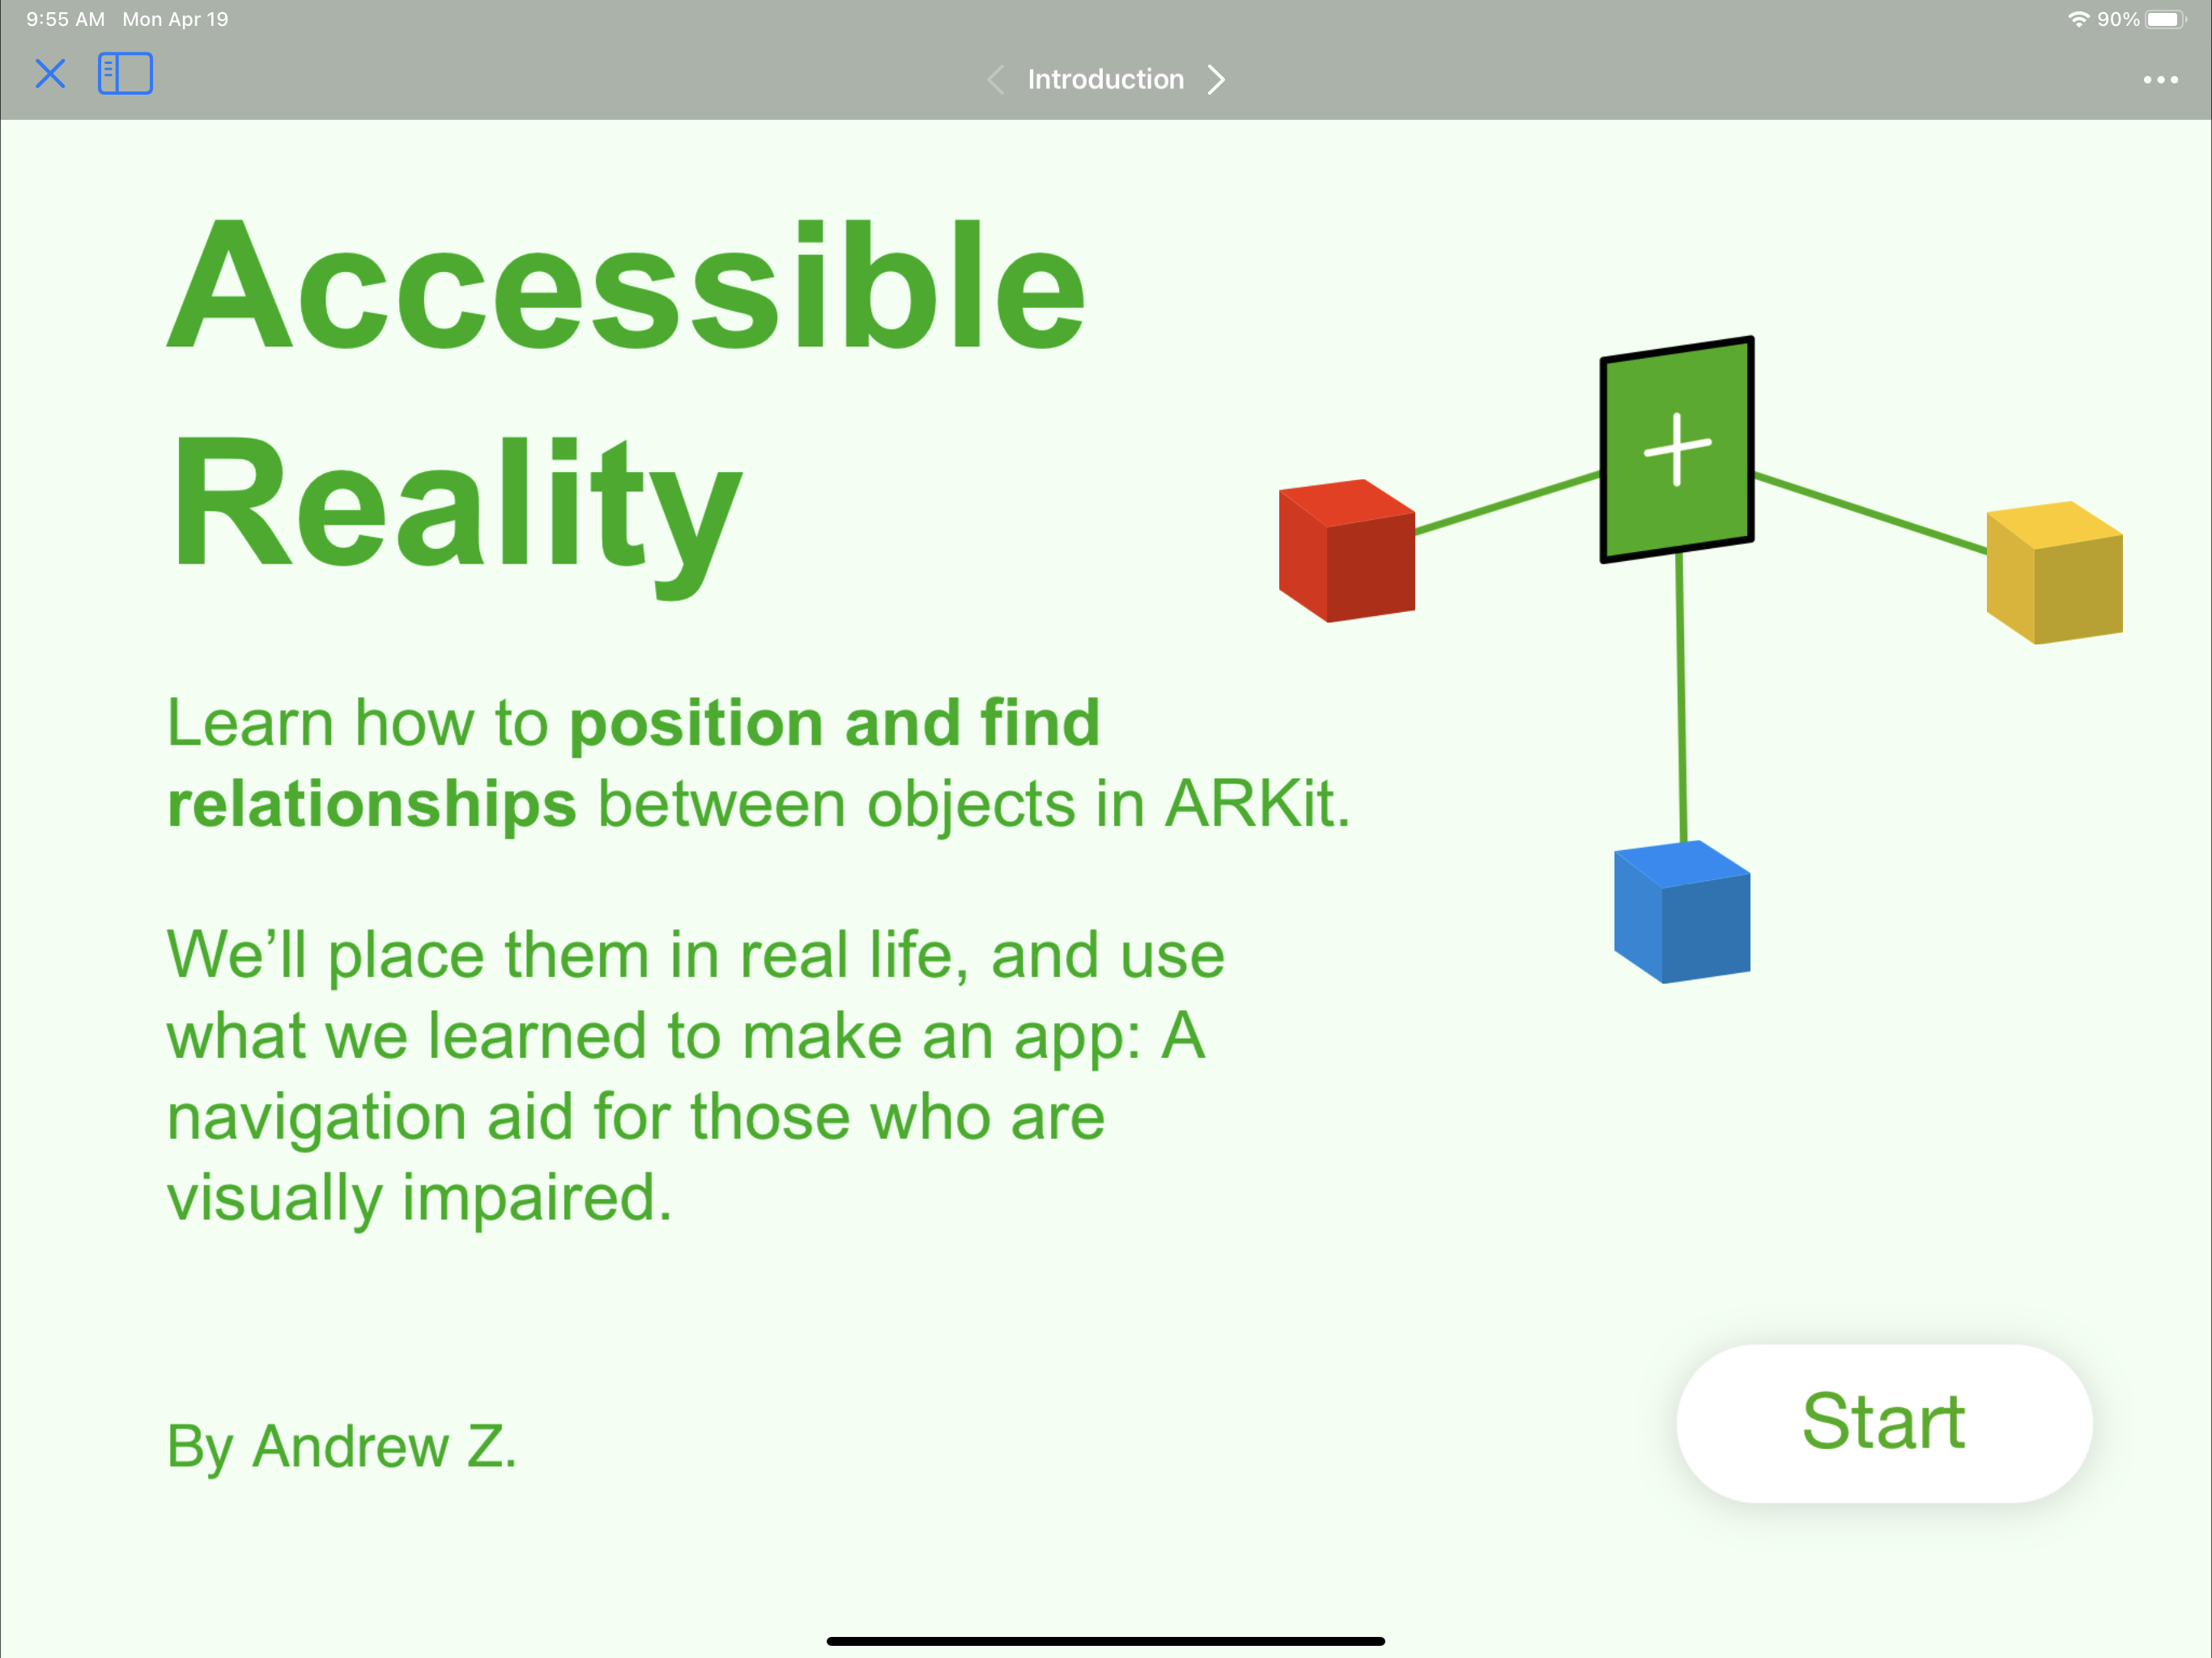 9:55 AM Mon Apr 19
90%
Introduction
Accessible
Reality
Learn how to position and find
relationships between objects in ARKit.
We’ll place them in real life, and use
what we learned to make an app: A
navigation aid for those who are
visually impaired.
By Andrew Z.
Start